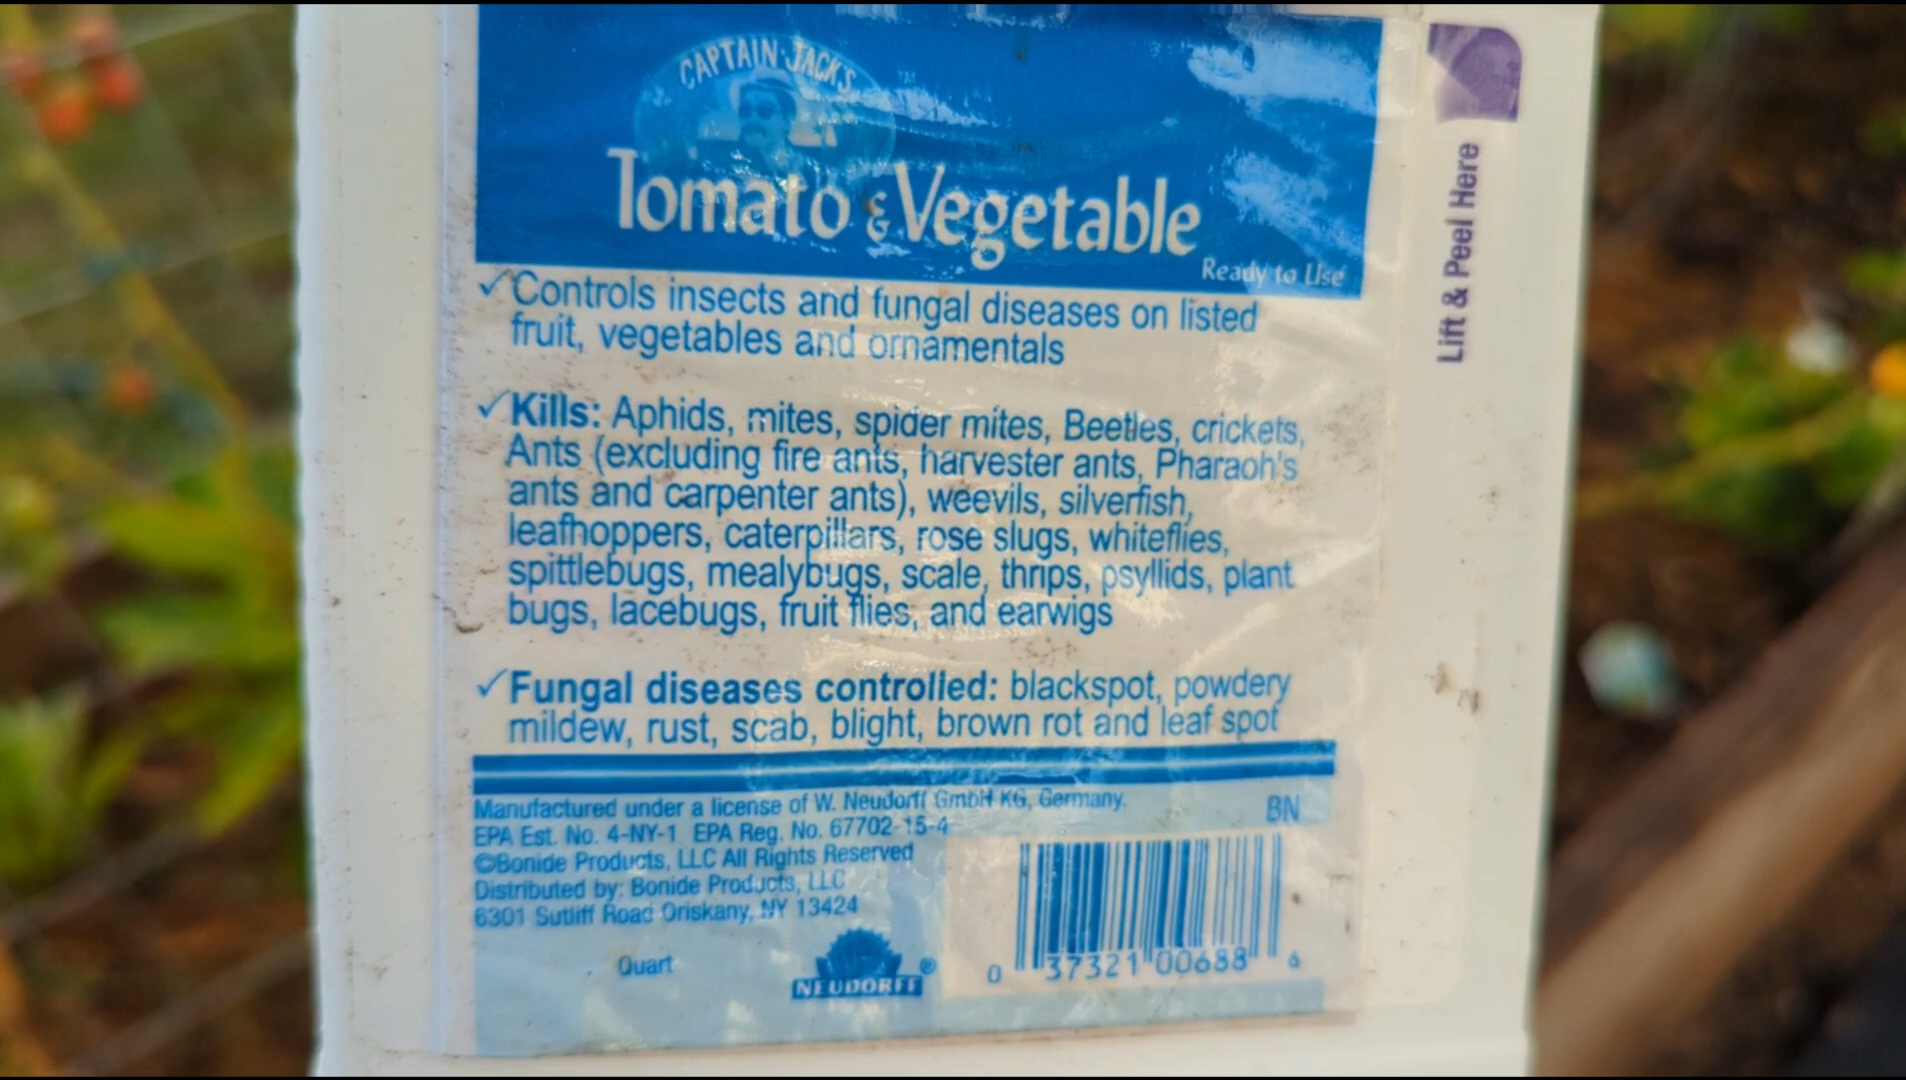 CAPTAIN JACK'S
TM
Tomato & Vegetable
Ready to Use
✓Controls insects and fungal diseases on listed
fruit, vegetables and ornamentals
✓Kills: Aphids, mites, spider mites, Beetles, crickets,
Ants (excluding fire ants, harvester ants, Pharaoh's
ants and carpenter ants), weevils, silverfish,
leafhoppers, caterpillars, rose slugs, whiteflies,
spittlebugs, mealybugs, scale, thrips, psyllids, plant
bugs, lacebugs, fruit flies, and earwigs
✓Fungal diseases controlled: blackspot, powdery
mildew, rust, scab, blight, brown rot and leaf spot
Manufactured under a license of W. Neudorff GmbH KG, Germany.
EPA Est. No. 4-NY-1 EPA Reg. No. 67702-15-4
©Bonide Products, LLC All Rights Reserved
Distributed by: Bonide Products, LLC
6301 Sutliff Road Oriskany, NY 13424
BN
Quart
NEUDORFF®
0 37321 00688 6
Lift & Peel Here